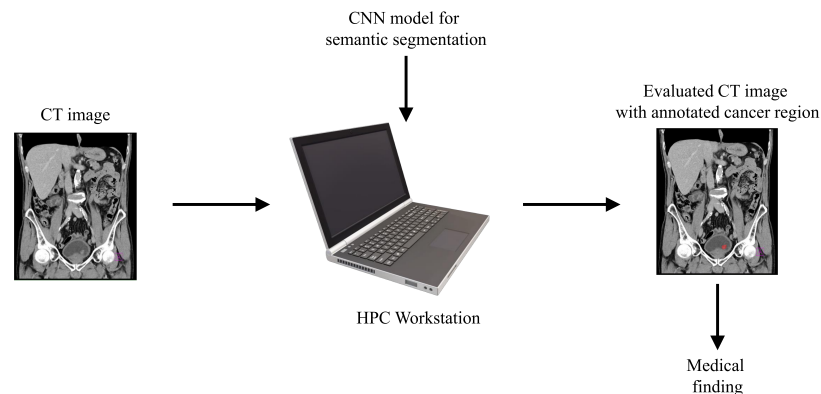 CNN model for
semantic segmentation
CT image
Evaluated CT image
with annotated cancer region
HPC Workstation
Medical
finding